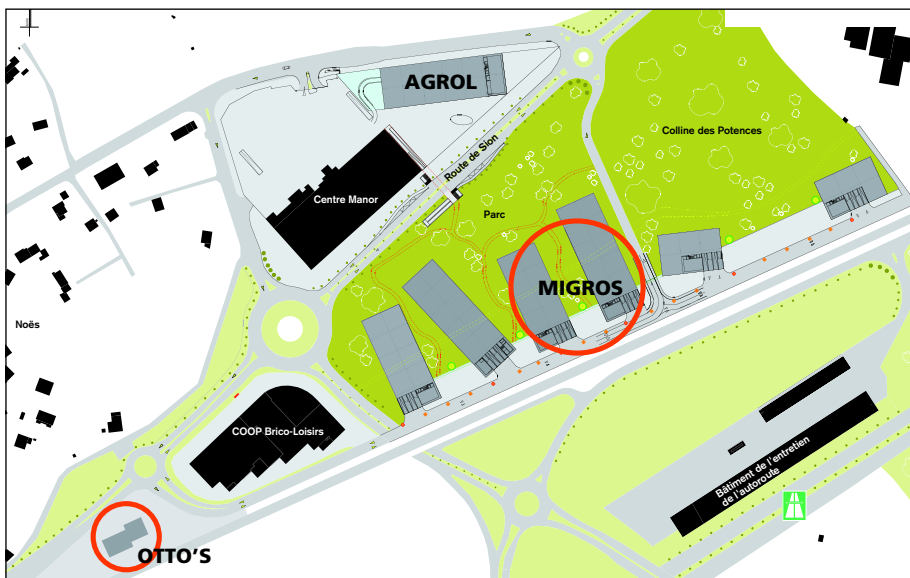 AGROL
Colline des Potences
Route de Sion
Centre Manor
Parc
MIGROS
Noës
COOP Brico-Loisirs
Bâtiment de l'entretien
de l'autoroute
OTTO'S